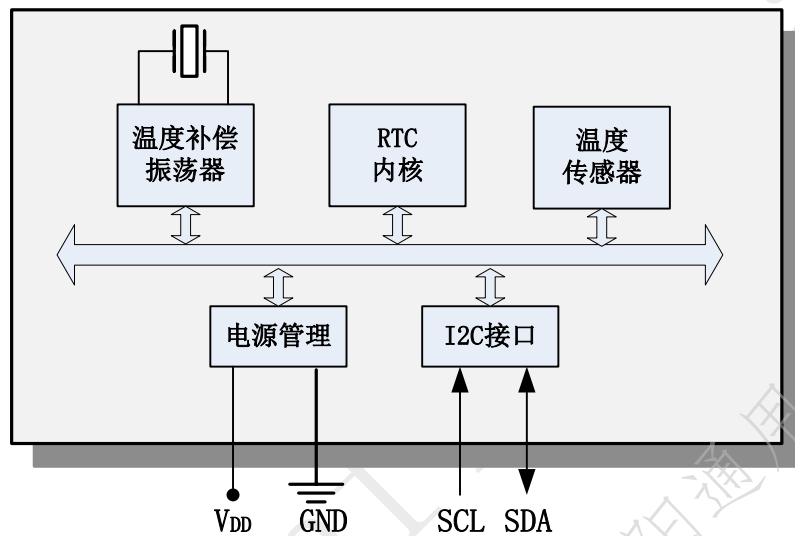 温度补偿
振荡器
RTC
内核
温度
传感器
电源管理
I2C接口
VDD
GND
SCL
SDA